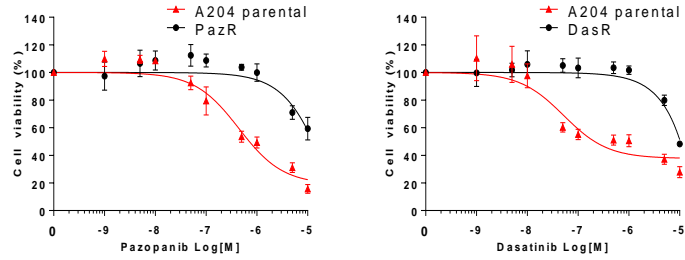 A204 parental
PazR
140
120
100
80
60
40
20
0
Cell viability (%)
0 -9 -8 -7 -6 -5
Pazopanib Log[M]
A204 parental
DasR
140
120
100
80
60
40
20
0
Cell viability (%)
0 -9 -8 -7 -6 -5
Dasatinib Log[M]